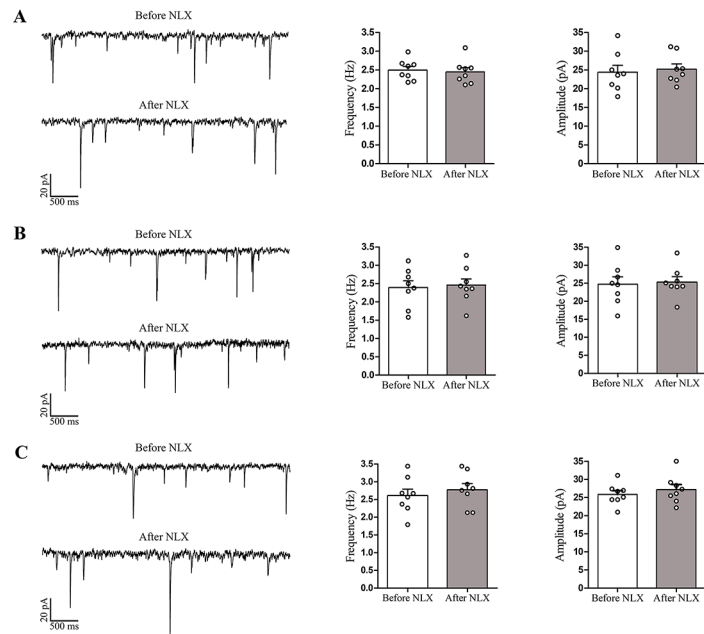 A
Before NLX
After NLX
20 pA
500 ms
Frequency (Hz)
3.5
3.0
2.5
2.0
1.5
1.0
0.5
0.0
Before NLX After NLX
Amplitude (pA)
35
30
25
20
15
10
5
0
Before NLX After NLX
B
Before NLX
After NLX
20 pA
500 ms
Frequency (Hz)
3.5
3.0
2.5
2.0
1.5
1.0
0.5
0.0
Before NLX After NLX
Amplitude (pA)
35
30
25
20
15
10
5
0
Before NLX After NLX
C
Before NLX
After NLX
20 pA
500 ms
Frequency (Hz)
3.5
3.0
2.5
2.0
1.5
1.0
0.5
0.0
Before NLX After NLX
Amplitude (pA)
35
30
25
20
15
10
5
0
Before NLX After NLX